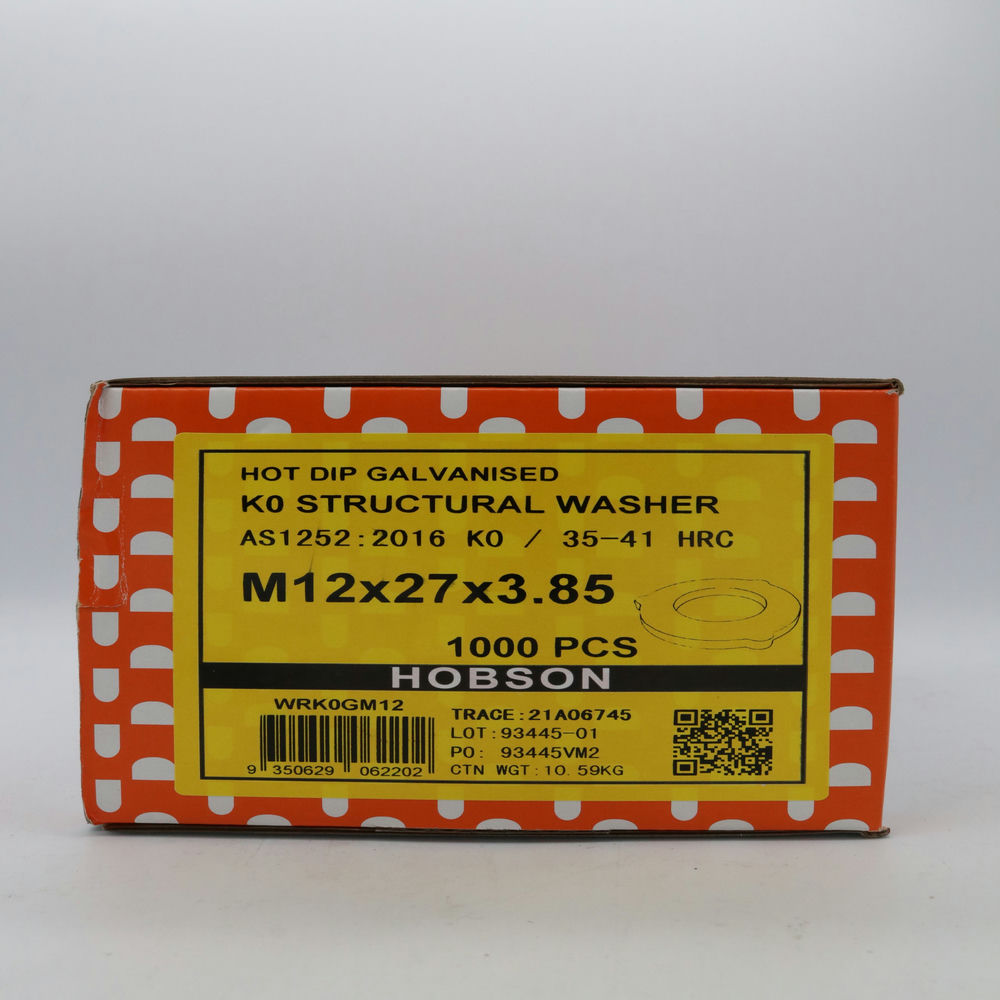 HOT DIP GALVANISED
K0 STRUCTURAL WASHER
AS1252:2016 K0 / 35-41 HRC
M12x27x3.85
1000 PCS
HOBSON
WRK0GM12
9 350629 062202
TRACE:21A06745
LOT:93445-01
PO: 93445VM2
CTN WGT:10.59KG